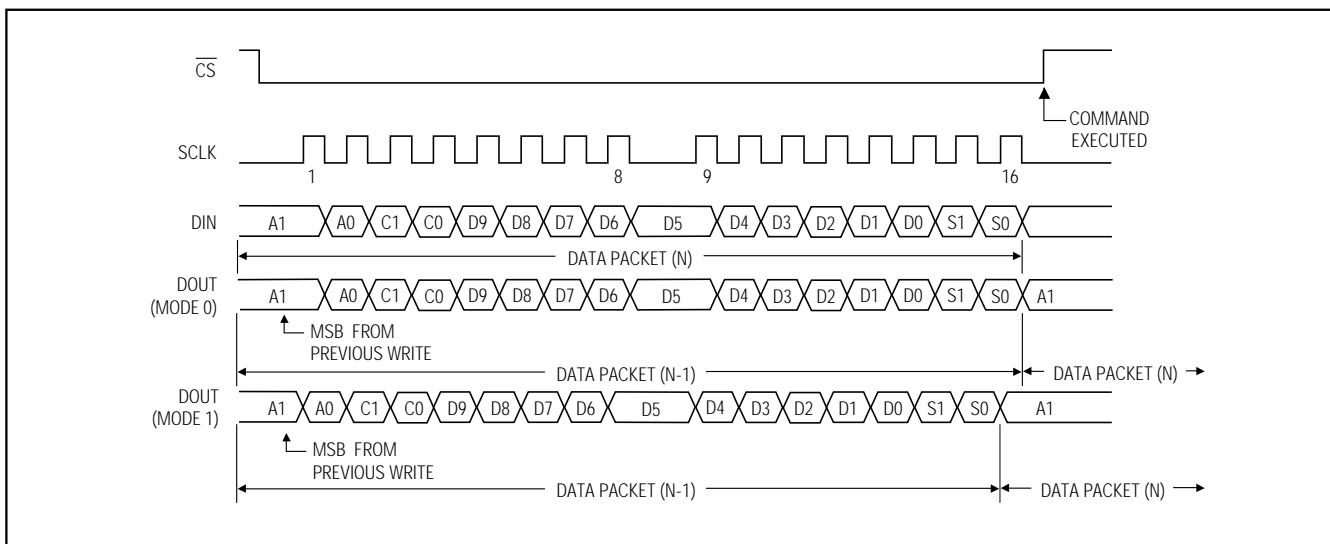 CS
COMMAND
EXECUTED
SCLK
1 8 9 16
DIN A1 A0 C1 C0 D9 D8 D7 D6 D5 D4 D3 D2 D1 D0 S1 S0
DATA PACKET (N)
DOUT
(MODE 0)
A1 A0 C1 C0 D9 D8 D7 D6 D5 D4 D3 D2 D1 D0 S1 S0 A1
MSB FROM
PREVIOUS WRITE
DATA PACKET (N-1) DATA PACKET (N)
DOUT
(MODE 1)
A1 A0 C1 C0 D9 D8 D7 D6 D5 D4 D3 D2 D1 D0 S1 S0 A1
MSB FROM
PREVIOUS WRITE
DATA PACKET (N-1) DATA PACKET (N)